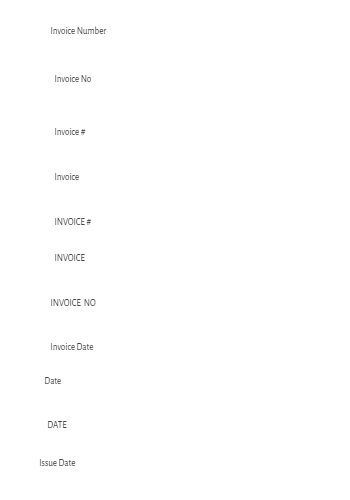 Invoice Number
Invoice No
Invoice #
Invoice
INVOICE #
INVOICE
INVOICE NO
Invoice Date
Date
DATE
Issue Date